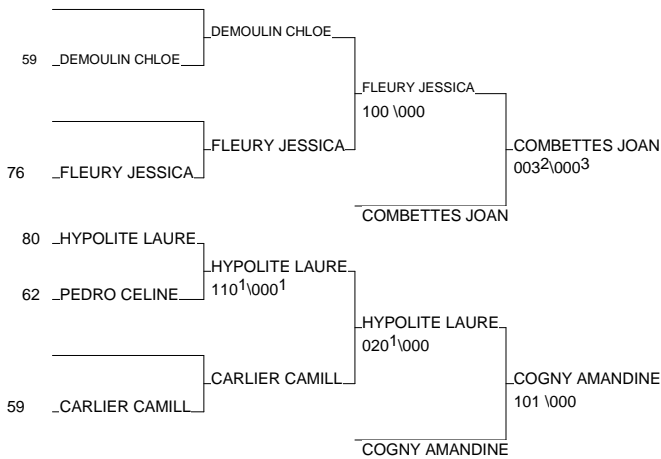 DEMOULIN CHLOE
59 DEMOULIN CHLOE
FLEURY JESSICA
100 \000
FLEURY JESSICA
COMBETTES JOAN
003²\000³
76 FLEURY JESSICA
COMBETTES JOAN
80 HYPOLITE LAURE
HYPOLITE LAURE
110¹\000¹
62 PEDRO CELINE
HYPOLITE LAURE
020¹\000
CARLIER CAMILL
COGNY AMANDINE
101 \000
59 CARLIER CAMILL
COGNY AMANDINE